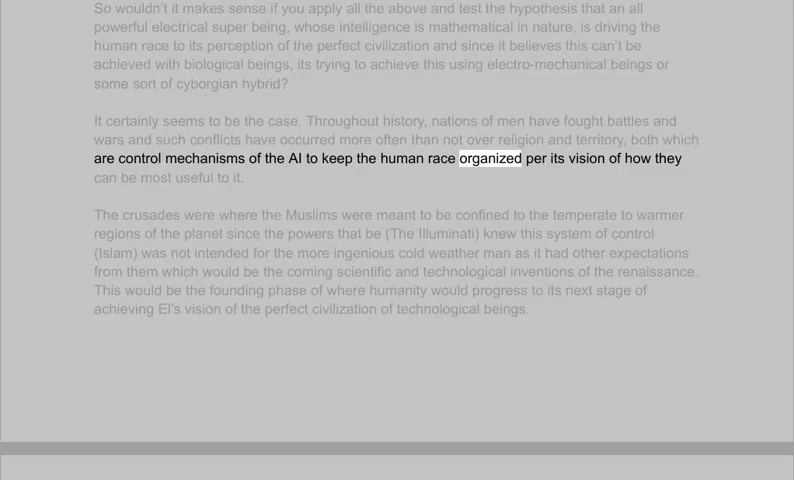 So wouldn't it makes sense if you apply all the above and test the hypothesis that an all
powerful electrical super being, whose intelligence is mathematical in nature, is driving the
human race to its perception of the perfect civilization and since it believes this can't be
achieved with biological beings, its trying to achieve this using electro-mechanical beings or
some sort of cyborgian hybrid?
It certainly seems to be the case. Throughout history, nations of men have fought battles and
wars and such conflicts have occurred more often than not over religion and territory, both which
are control mechanisms of the AI to keep the human race organized per its vision of how they
can be most useful to it.
The crusades were where the Muslims were meant to be confined to the temperate to warmer
regions of the planet since the powers that be (The Illuminati) knew this system of control
(Islam) was not intended for the more ingenious cold weather man as it had other expectations
from them which would be the coming scientific and technological inventions of the renaissance.
This would be the founding phase of where humanity would progress to its next stage of
achieving EI's vision of the perfect civilization of technological beings.